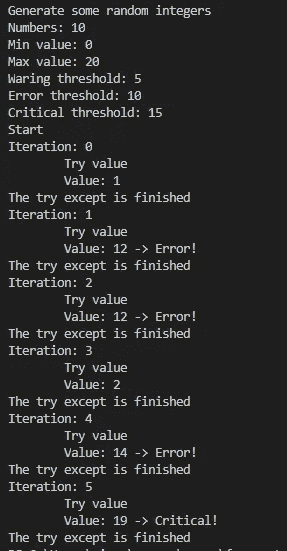 Generate some random integers
Numbers: 10
Min value: 0
Max value: 20
Waring threshold: 5
Error threshold: 10
Critical threshold: 15
Start
Iteration: 0
Try value
Value: 1
The try except is finished
Iteration: 1
Try value
Value: 12 -> Error!
The try except is finished
Iteration: 2
Try value
Value: 12 -> Error!
The try except is finished
Iteration: 3
Try value
Value: 2
The try except is finished
Iteration: 4
Try value
Value: 14 -> Error!
The try except is finished
Iteration: 5
Try value
Value: 19 -> Critical!
The try except is finished